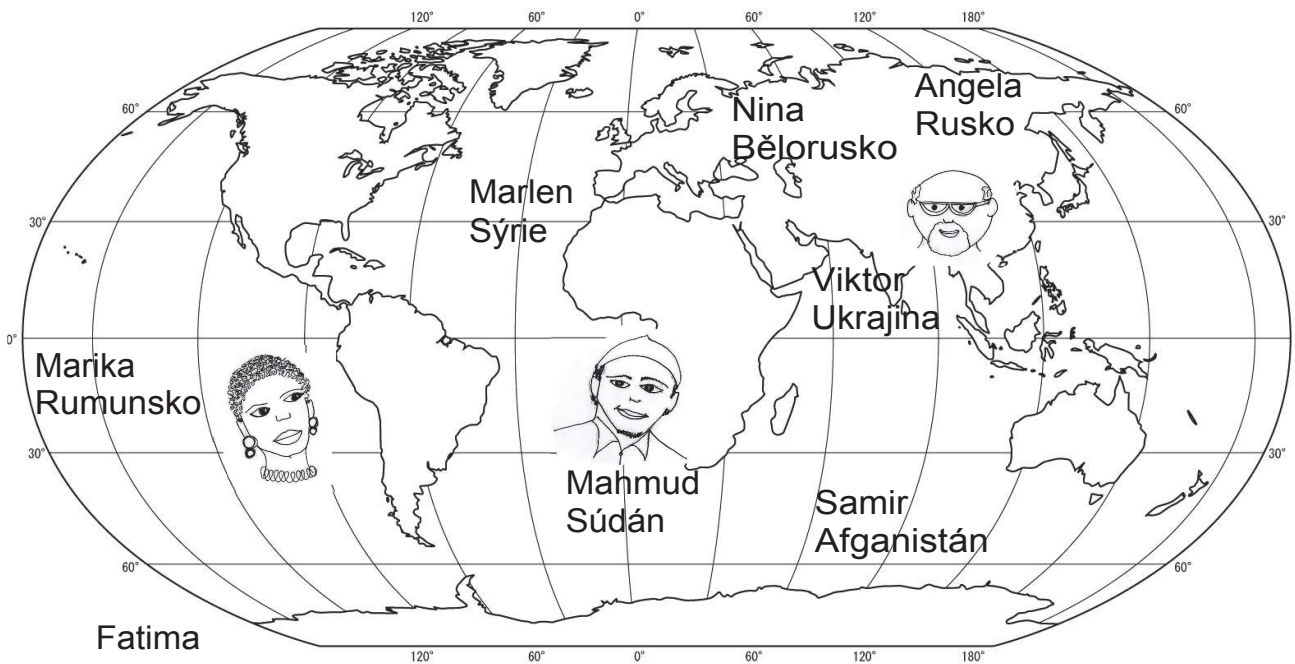 120° 60° 0° 60° 120° 180°
Angela
Rusko
Nina
Bělorusko
60° 60°
Marlen
Sýrie
30° 30°
Viktor
Ukrajina
0°
Marika
Rumunsko
30° 30°
Mahmud
Súdán
Samir
Afganistán
60° 60°
Fatima
120° 60° 0° 60° 120° 180°